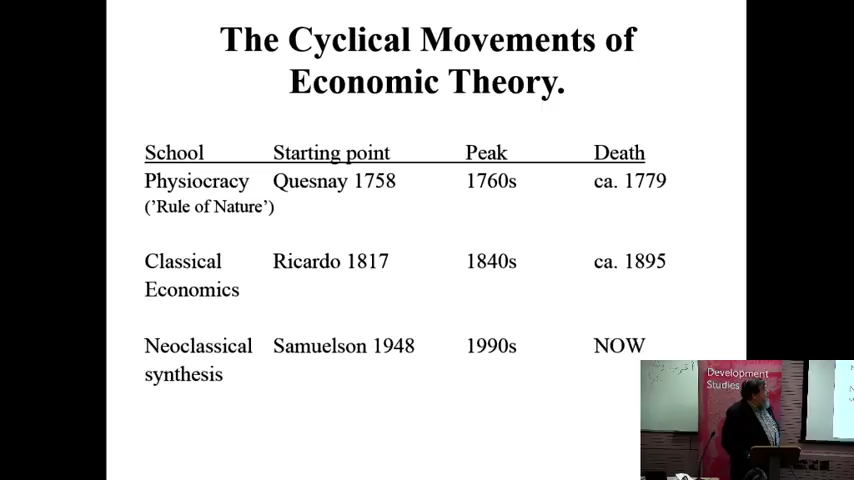 The Cyclical Movements of
Economic Theory.
School Starting point Peak Death
Physiocracy Quesnay 1758 1760s ca. 1779
(’Rule of Nature’)
Classical Ricardo 1817 1840s ca. 1895
Economics
Neoclassical Samuelson 1948 1990s NOW
synthesis
Development
Studies